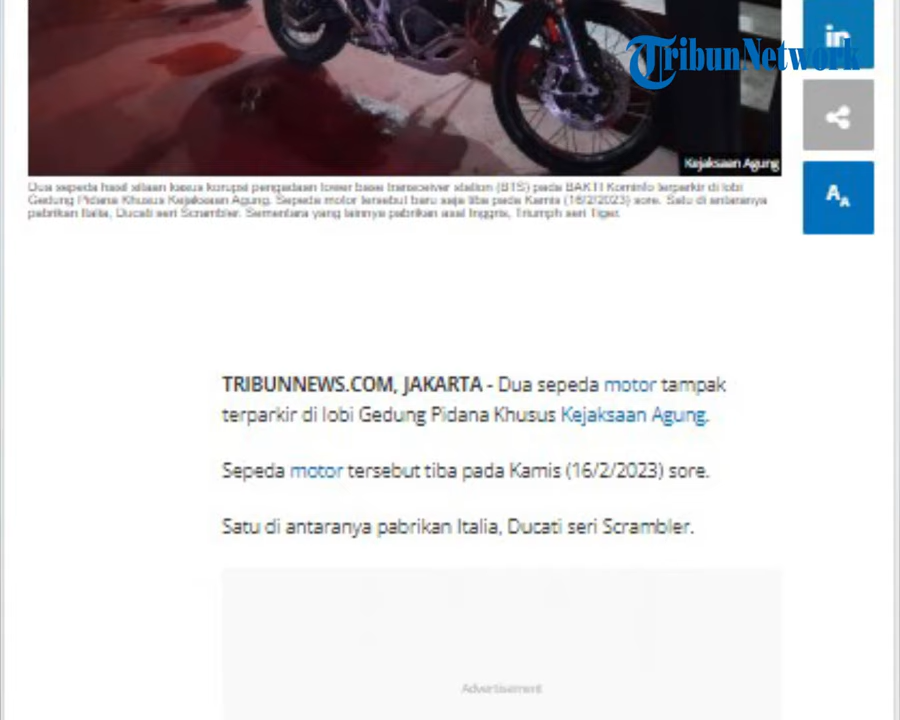 in
TribunNetwork
Kejaksaan Agung
Dua sepeda hasil sitaan kasus korupsi pengadaan tower base transceiver station (BTS) pada BAKTI Kominfo terparkir di lobi
Gedung Pidana Khusus Kejaksaan Agung. Sepeda motor tersebut baru saja tiba pada Kamis (16/2/2023) sore. Satu di antaranya
pabrikan Italia, Ducati seri Scrambler. Sementara yang lainnya pabrikan asal Inggris, Triumph seri Tiger.
AA
TRIBUNNEWS.COM, JAKARTA - Dua sepeda motor tampak
terparkir di lobi Gedung Pidana Khusus Kejaksaan Agung.
Sepeda motor tersebut tiba pada Kamis (16/2/2023) sore.
Satu di antaranya pabrikan Italia, Ducati seri Scrambler.
Advertisement